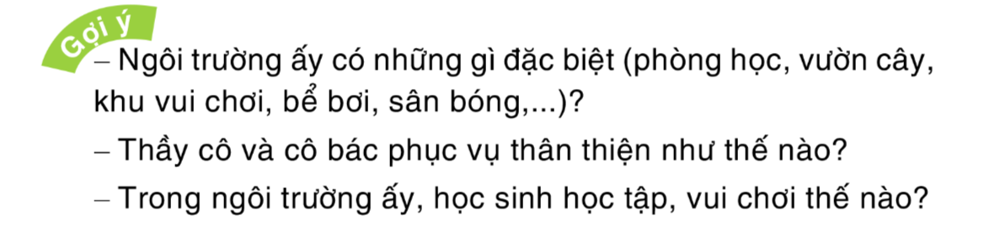 Gợi ý
– Ngôi trường ấy có những gì đặc biệt (phòng học, vườn cây,
khu vui chơi, bể bơi, sân bóng,...)?
– Thầy cô và cô bác phục vụ thân thiện như thế nào?
– Trong ngôi trường ấy, học sinh học tập, vui chơi thế nào?